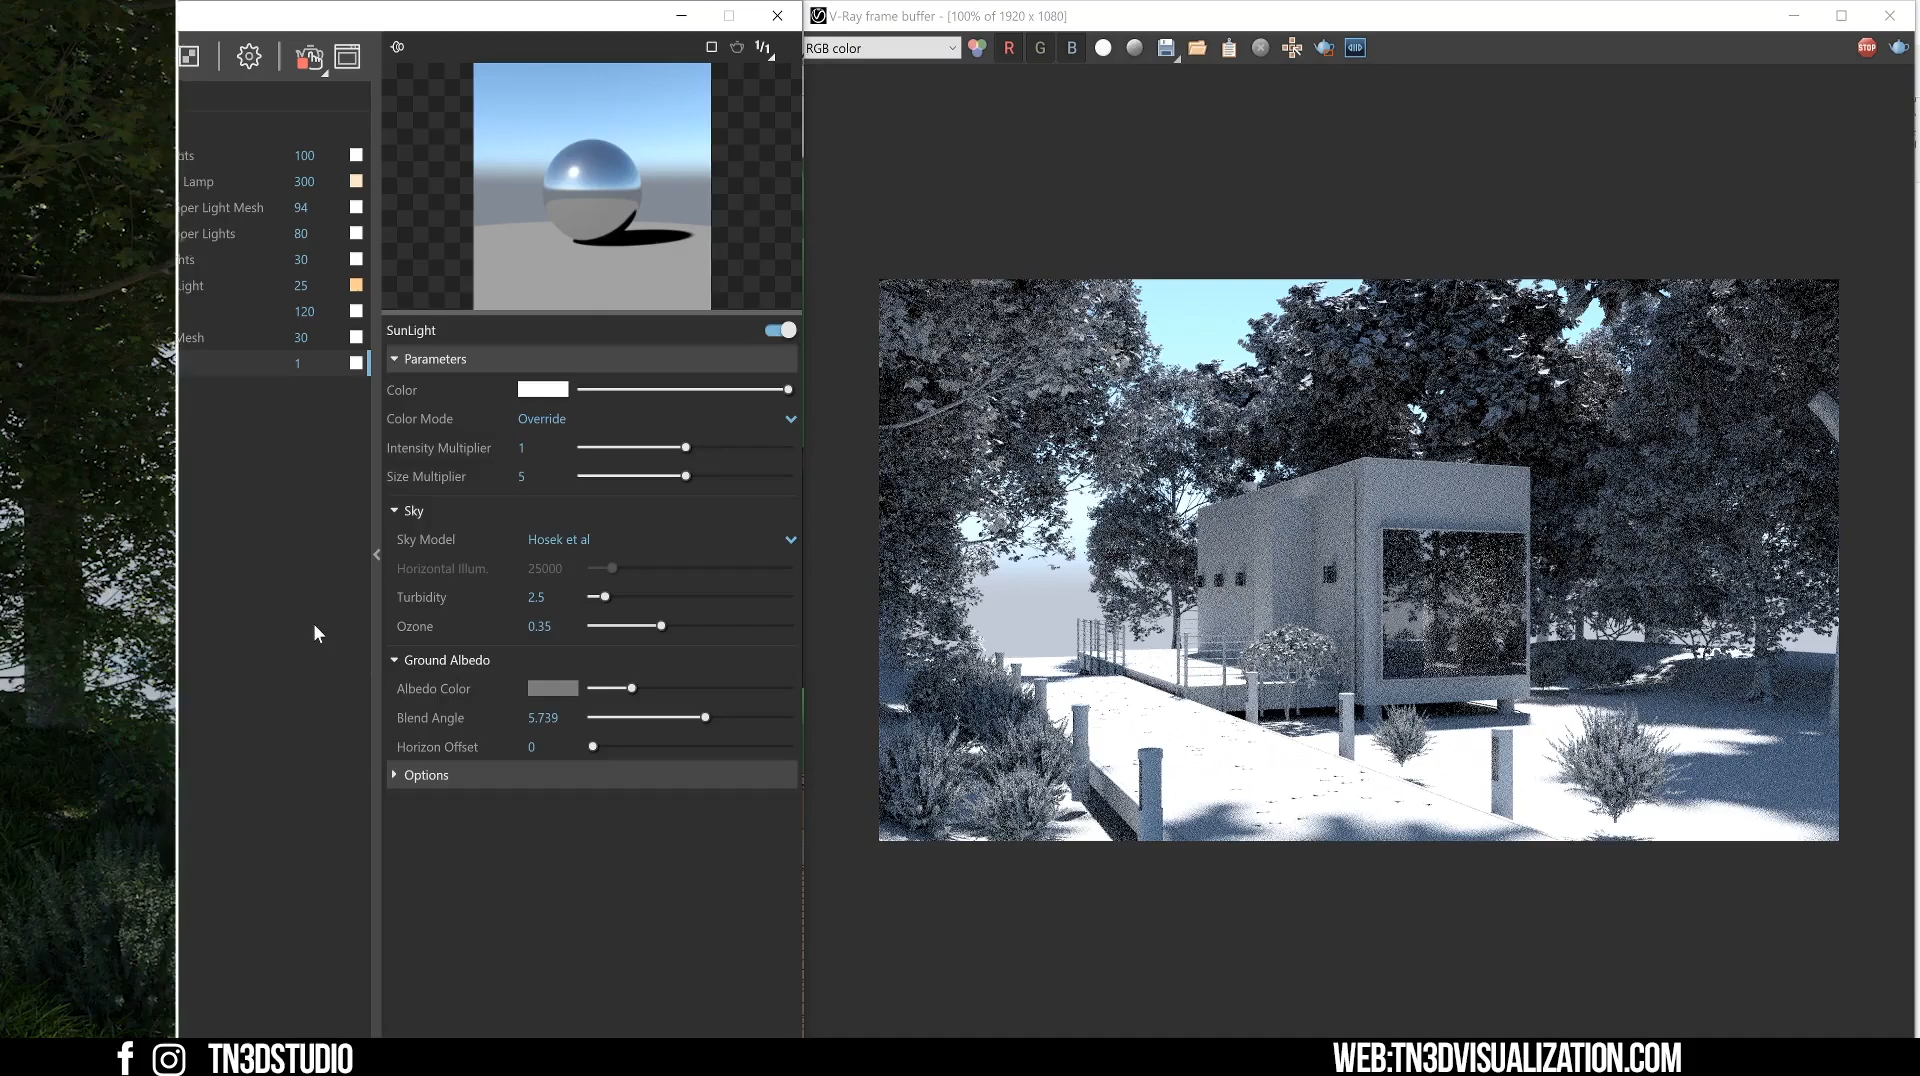 V-Ray frame buffer - [100% of 1920 x 1080]
RGB color
R
G
B
STOP
1/1
ats 100
Lamp 300
per Light Mesh 94
per Lights 80
hts 30
ight 25
120
Mesh 30
1
SunLight
Parameters
Color
Color Mode Override
Intensity Multiplier 1
Size Multiplier 5
Sky
Sky Model Hosek et al
Horizontal Illum. 25000
Turbidity 2.5
Ozone 0.35
Ground Albedo
Albedo Color
Blend Angle 5.739
Horizon Offset 0
Options
TN3DSTUDIO
WEB:TN3DVISUALIZATION.COM